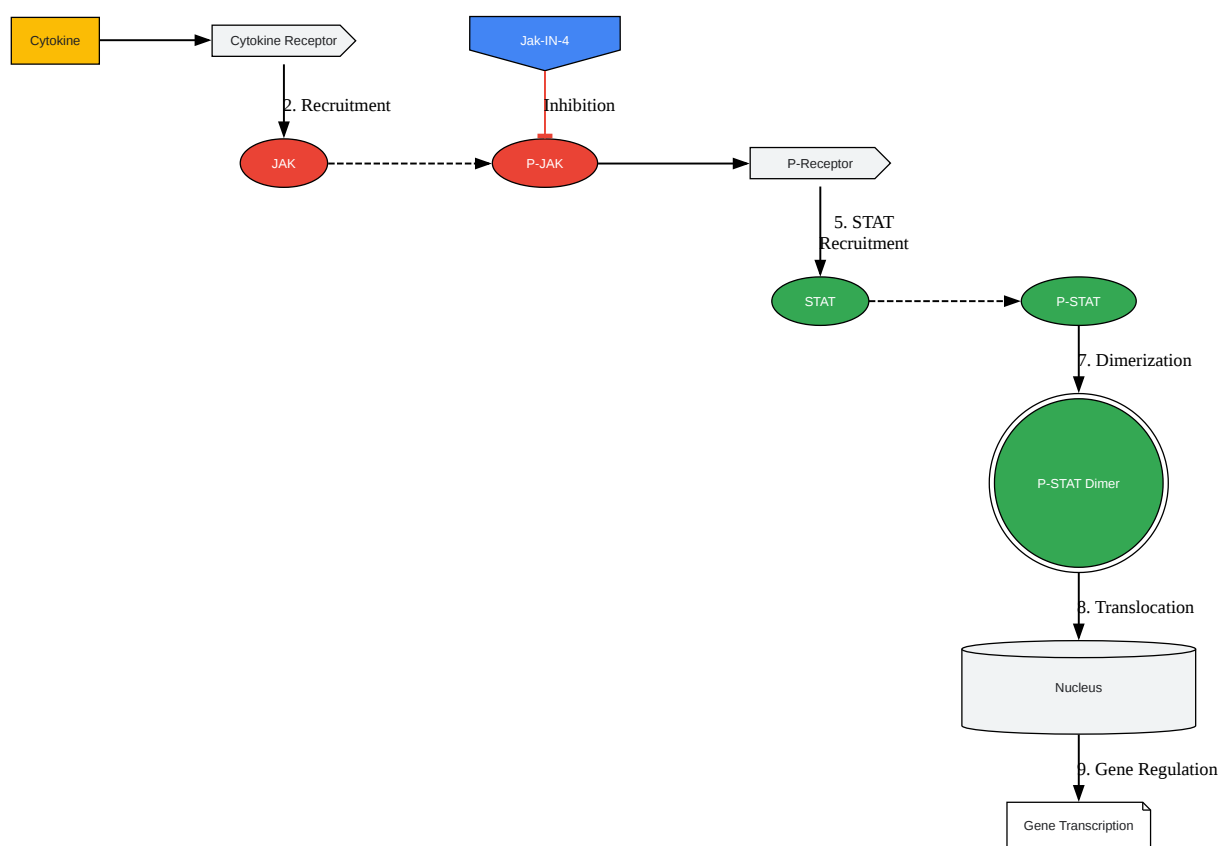 Cytokine
Cytokine Receptor
Jak-IN-4
2. Recruitment
Inhibition
JAK
P-JAK
P-Receptor
5. STAT
Recruitment
STAT
P-STAT
7. Dimerization
P-STAT Dimer
8. Translocation
Nucleus
9. Gene Regulation
Gene Transcription